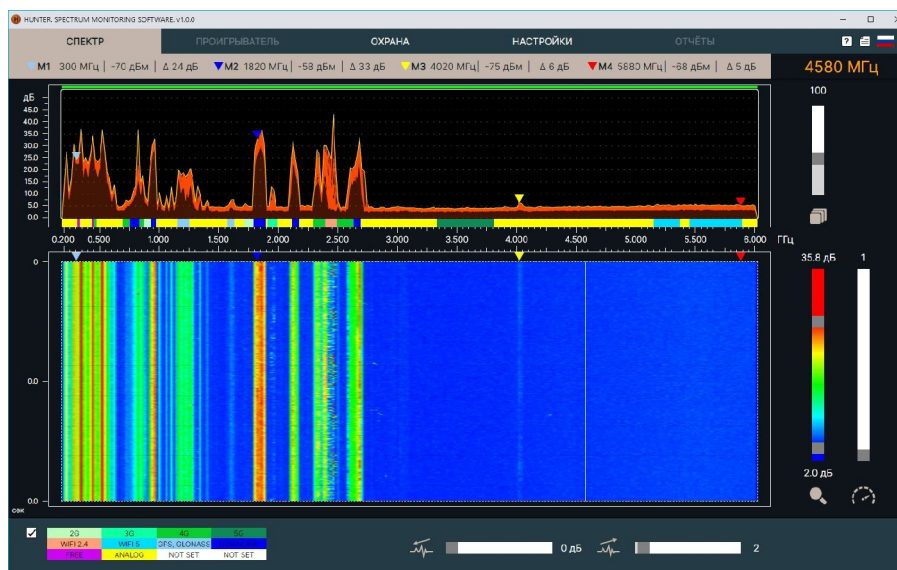 HUNTER. SPECTRUM MONITORING SOFTWARE. v1.0.0
СПЕКТР ПРОИГРЫВАТЕЛЬ ОХРАНА НАСТРОЙКИ ОТЧЁТЫ
M1 300 МГц | -70 дБм | Δ 24 дБ M2 1820 МГц | -58 дБм | Δ 33 дБ M3 4020 МГц | -75 дБм | Δ 6 дБ M4 5880 МГц | -68 дБм | Δ 5 дБ 4580 МГц
100
дБ
45.0
40.0
35.0
30.0
25.0
20.0
15.0
10.0
5.0
0.0
0.200 0.500 1.000 1.500 2.000 2.500 3.000 3.500 4.000 4.500 5.000 5.500 6.000 ГГц
35.8 дБ 1
0
0.0
0.0
2.0 дБ
сек
2G 3G 4G 5G
WIFI 2.4 WIFI 5 GPS, GLONASS
FREE ANALOG NOT SET NOT SET
0 дБ 2